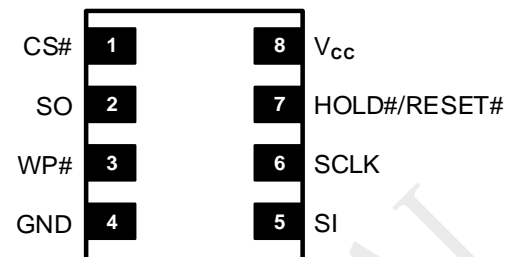 CS# 1 8 Vcc
SO 2 7 HOLD#/RESET#
WP# 3 6 SCLK
GND 4 5 SI